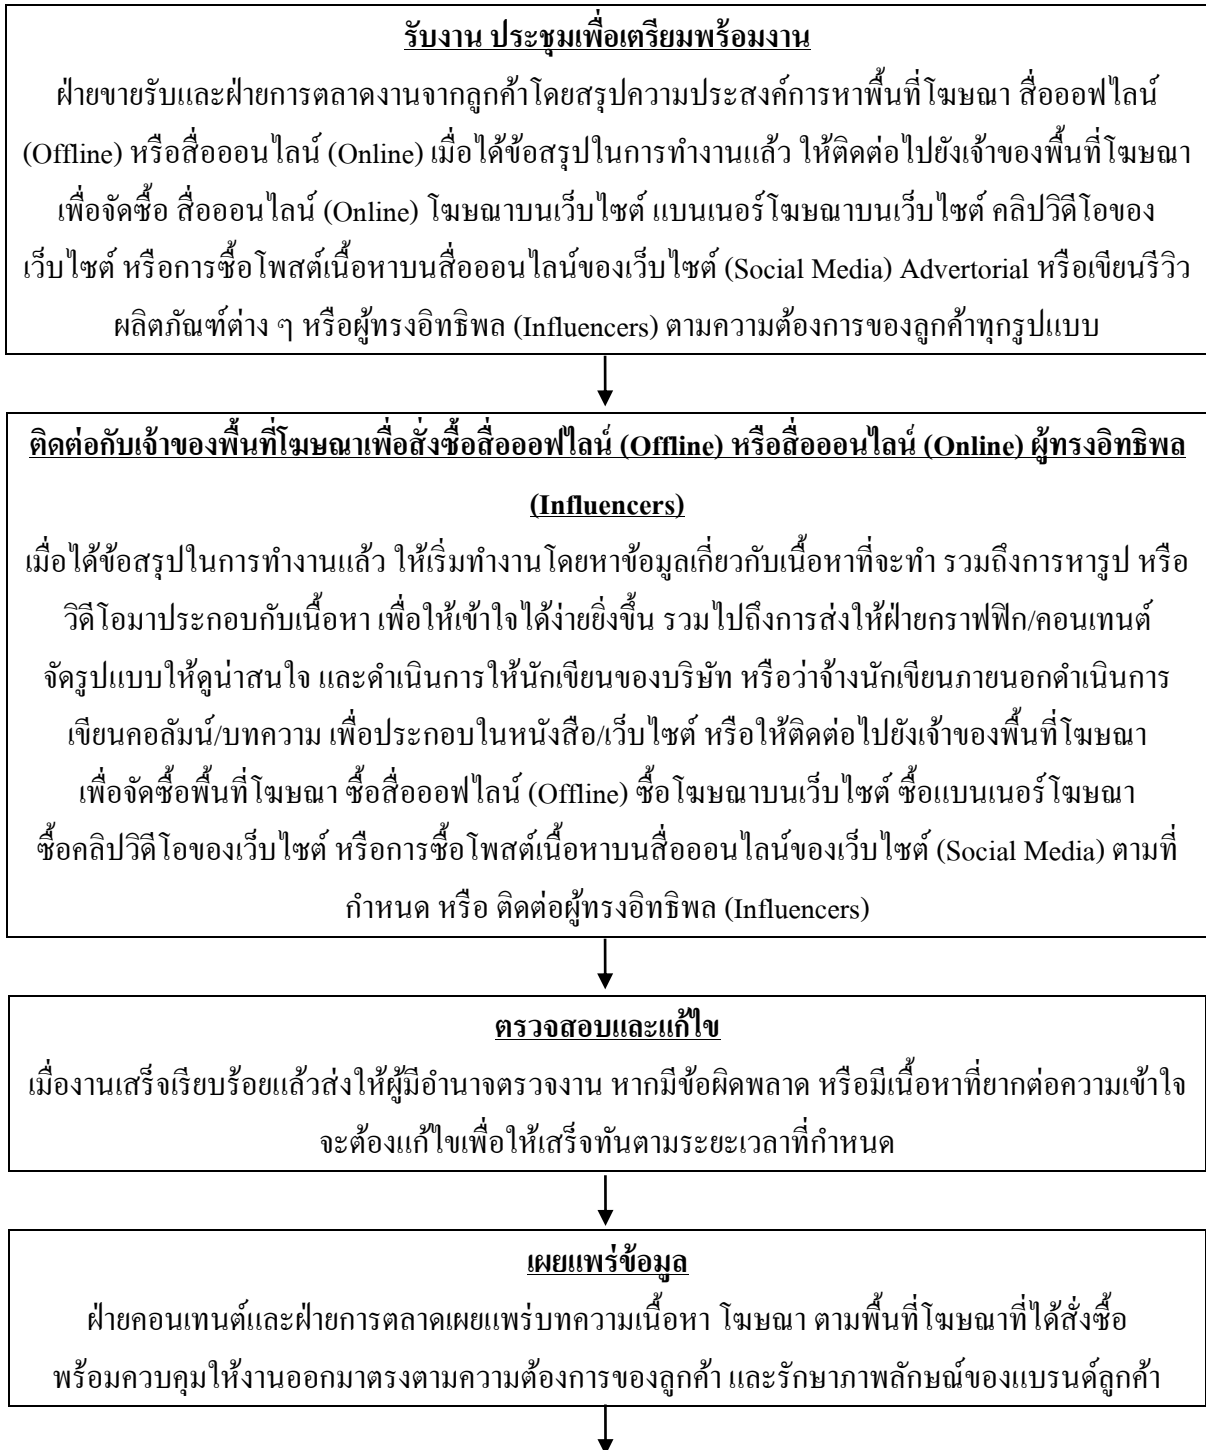 รับงาน ประชุมเพื่อเตรียมพร้อมงาน
ฝ่ายขายรับและฝ่ายการตลาดงานจากลูกค้าโดยสรุปความประสงค์การหาพื้นที่โฆษณา สื่อออฟไลน์
(Offline) หรือสื่อออนไลน์ (Online) เมื่อได้ข้อสรุปในการทำงานแล้ว ให้ติดต่อไปยังเจ้าของพื้นที่โฆษณา
เพื่อจัดซื้อ สื่อออนไลน์ (Online) โฆษณาบนเว็บไซต์ แบนเนอร์โฆษณาบนเว็บไซต์ คลิปวิดีโอของ
เว็บไซต์ หรือการซื้อโพสต์เนื้อหาบนสื่อออนไลน์ของเว็บไซต์ (Social Media) Advertorial หรือเขียนรีวิว
ผลิตภัณฑ์ต่าง ๆ หรือผู้ทรงอิทธิพล (Influencers) ตามความต้องการของลูกค้าทุกรูปแบบ
ติดต่อกับเจ้าของพื้นที่โฆษณาเพื่อสั่งซื้อสื่อออฟไลน์ (Offline) หรือสื่อออนไลน์ (Online) ผู้ทรงอิทธิพล
(Influencers)
เมื่อได้ข้อสรุปในการทำงานแล้ว ให้เริ่มทำงานโดยหาข้อมูลเกี่ยวกับเนื้อหาที่จะทำ รวมถึงการหารูป หรือ
วิดีโอมาประกอบกับเนื้อหา เพื่อให้เข้าใจได้ง่ายยิ่งขึ้น รวมไปถึงการส่งให้ฝ่ายกราฟฟิก/คอนเทนต์
จัดรูปแบบให้ดูน่าสนใจ และดำเนินการให้นักเขียนของบริษัท หรือว่าจ้างนักเขียนภายนอกดำเนินการ
เขียนคอลัมน์/บทความ เพื่อประกอบในหนังสือ/เว็บไซต์ หรือให้ติดต่อไปยังเจ้าของพื้นที่โฆษณา
เพื่อจัดซื้อพื้นที่โฆษณา ซื้อสื่อออฟไลน์ (Offline) ซื้อโฆษณาบนเว็บไซต์ ซื้อแบนเนอร์โฆษณา
ซื้อคลิปวิดีโอของเว็บไซต์ หรือการซื้อโพสต์เนื้อหาบนสื่อออนไลน์ของเว็บไซต์ (Social Media) ตามที่
กำหนด หรือ ติดต่อผู้ทรงอิทธิพล (Influencers)
ตรวจสอบและแก้ไข
เมื่องานเสร็จเรียบร้อยแล้วส่งให้ผู้มีอำนาจตรวจงาน หากมีข้อผิดพลาด หรือมีเนื้อหาที่ยากต่อความเข้าใจ
จะต้องแก้ไขเพื่อให้เสร็จทันตามระยะเวลาที่กำหนด
เผยแพร่ข้อมูล
ฝ่ายคอนเทนต์และฝ่ายการตลาดเผยแพร่บทความเนื้อหา โฆษณา ตามพื้นที่โฆษณาที่ได้สั่งซื้อ
พร้อมควบคุมให้งานออกมาตรงตามความต้องการของลูกค้า และรักษาภาพลักษณ์ของแบรนด์ลูกค้า